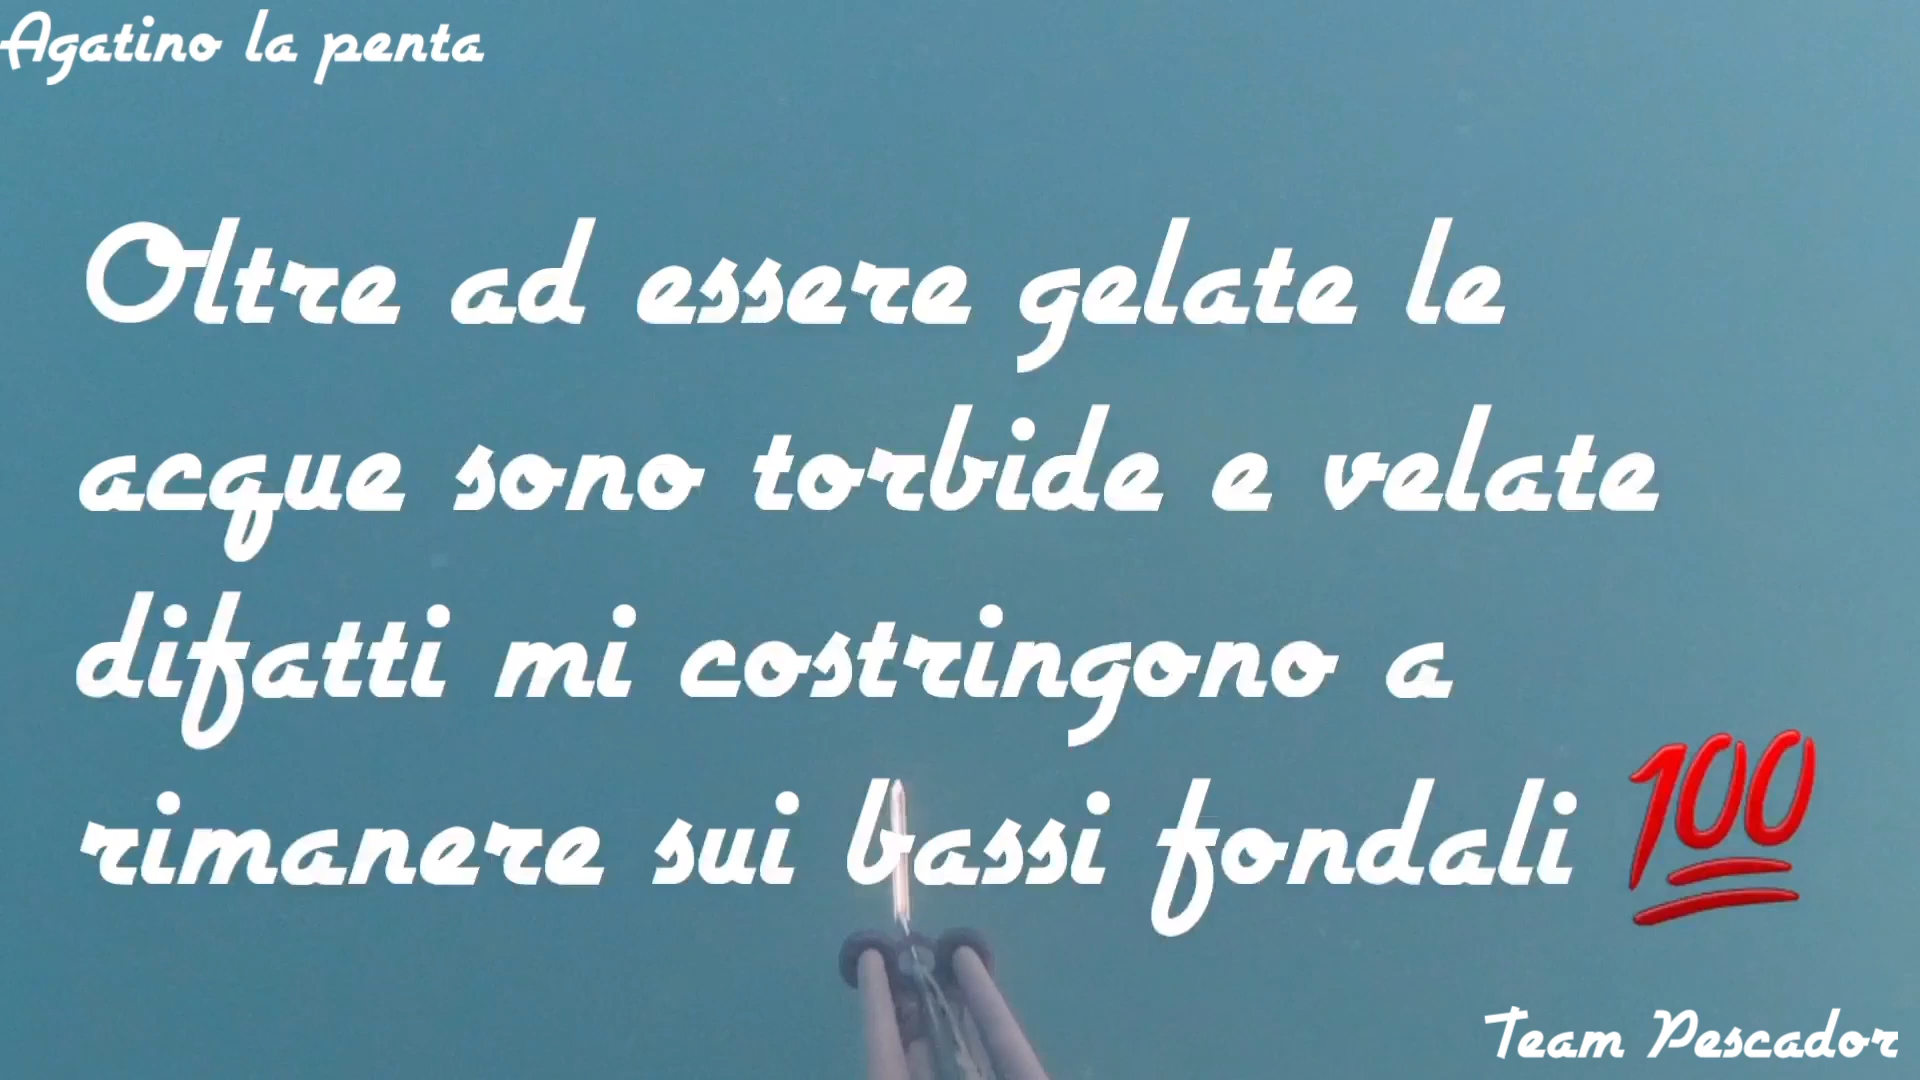 Agatino la penta
Oltre ad essere gelate le
acque sono torbide e velate
difatti mi costringono a
rimanere sui bassi fondali 💯
Team Pescador